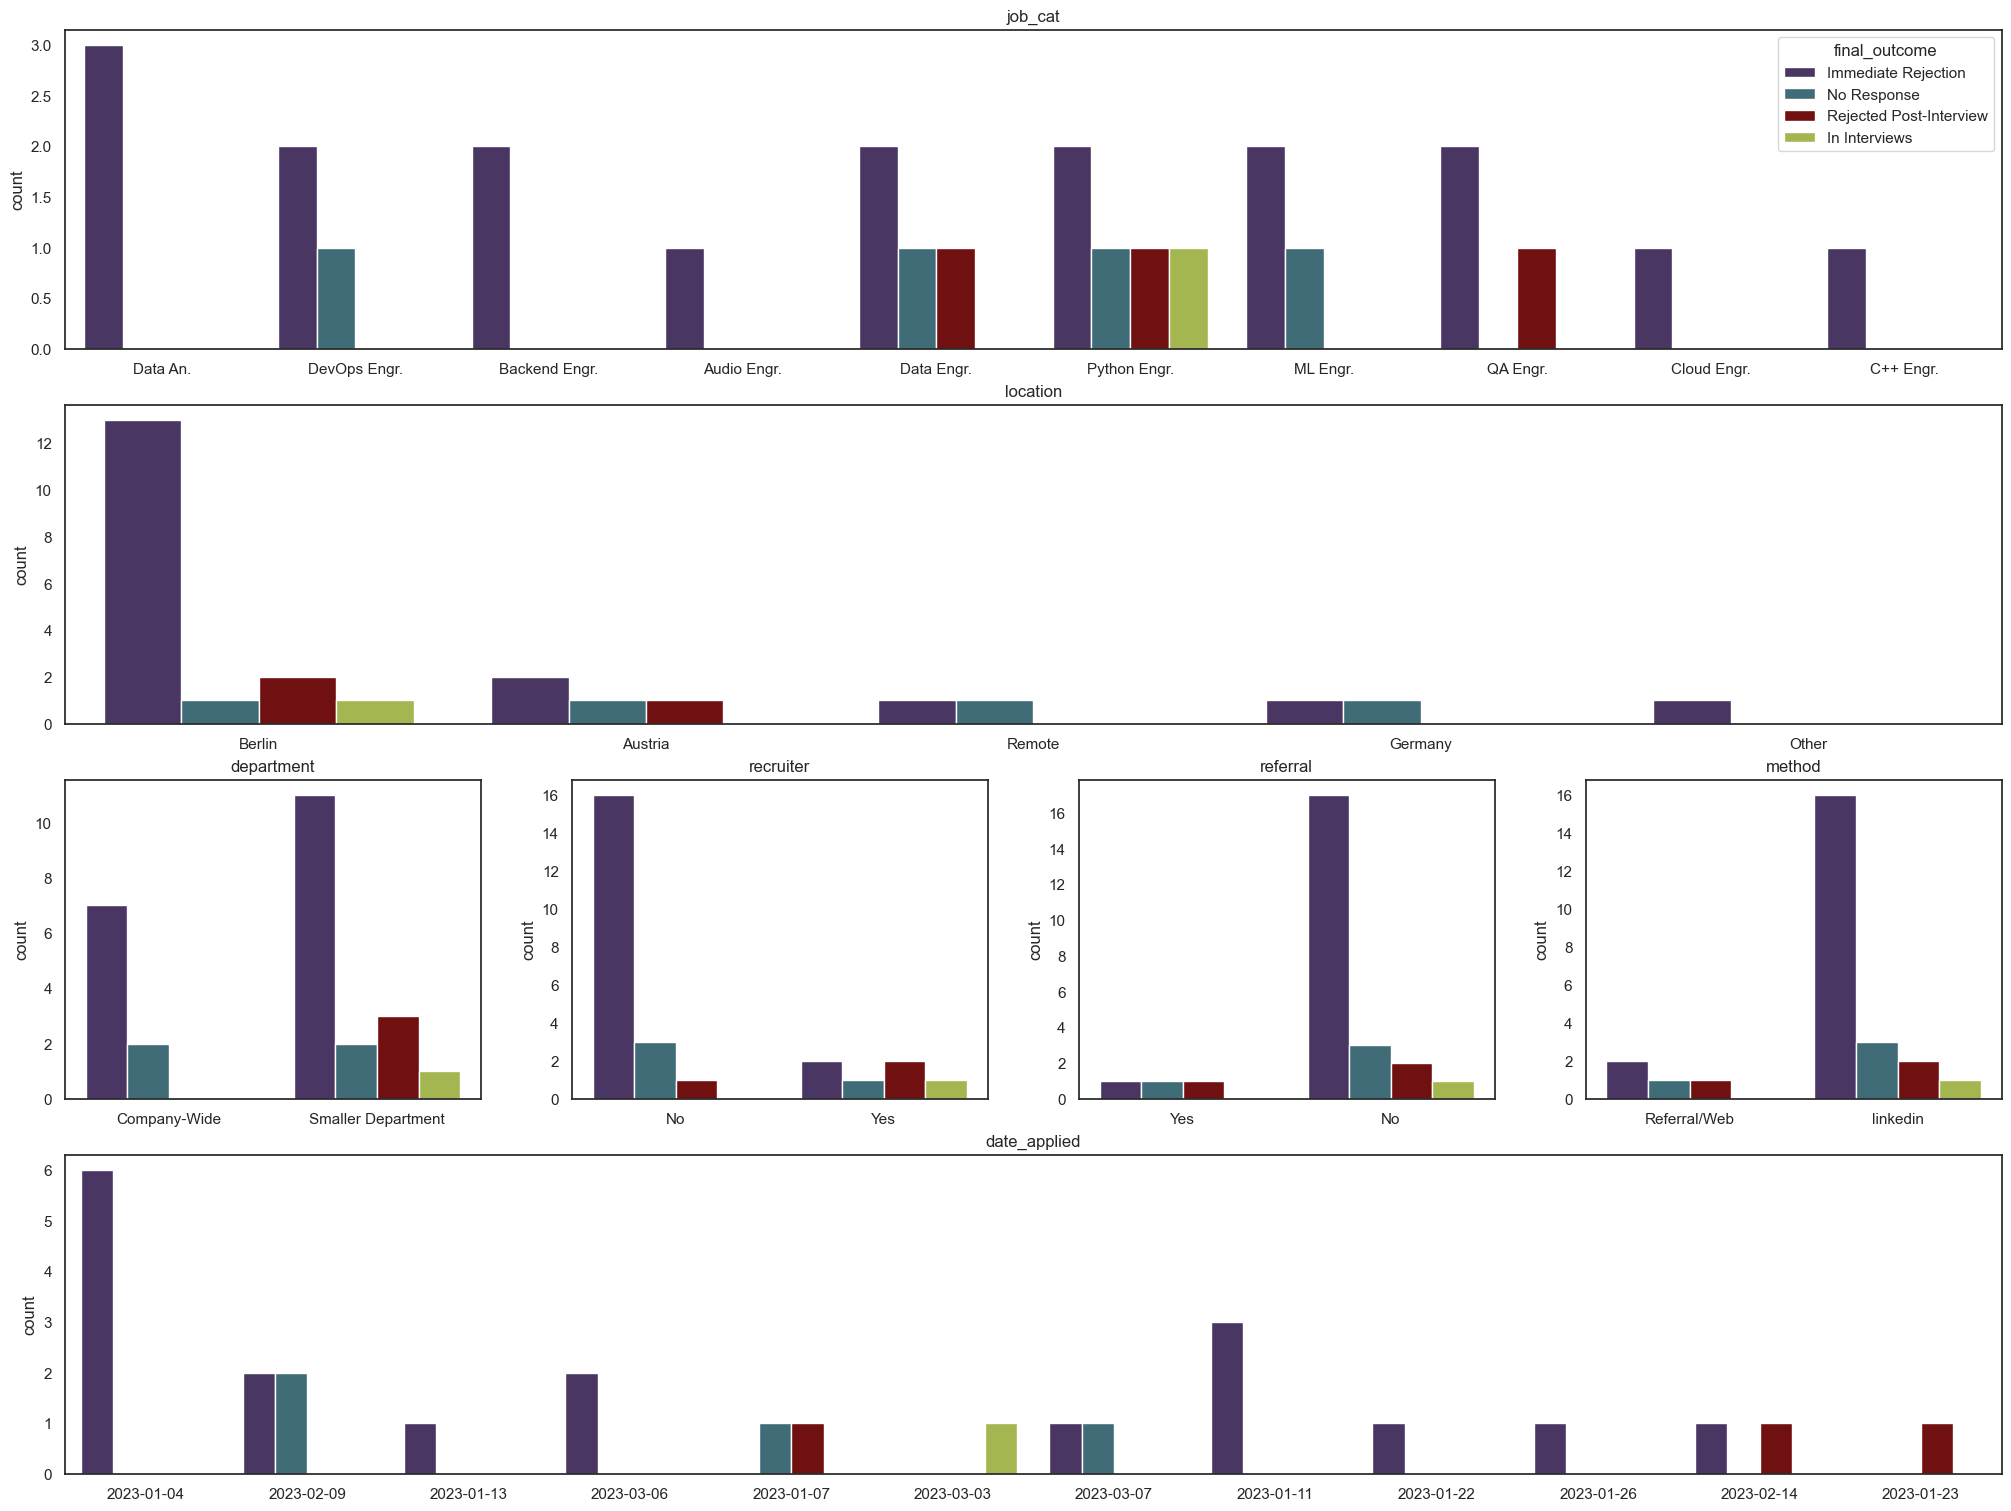 job_cat
3.0
2.5
2.0
1.5
1.0
0.5
0.0
count
final_outcome
Immediate Rejection
No Response
Rejected Post-Interview
In Interviews
Data An.
DevOps Engr.
Backend Engr.
Audio Engr.
Data Engr.
Python Engr.
ML Engr.
QA Engr.
Cloud Engr.
C++ Engr.
location
12
10
8
6
4
2
0
count
Berlin
Austria
Remote
Germany
Other
department
10
8
6
4
2
0
count
Company-Wide
Smaller Department
recruiter
16
14
12
10
8
6
4
2
0
count
No
Yes
referral
16
14
12
10
8
6
4
2
0
count
Yes
No
method
16
14
12
10
8
6
4
2
0
count
Referral/Web
linkedin
date_applied
6
5
4
3
2
1
0
count
2023-01-04
2023-02-09
2023-01-13
2023-03-06
2023-01-07
2023-03-03
2023-03-07
2023-01-11
2023-01-22
2023-01-26
2023-02-14
2023-01-23